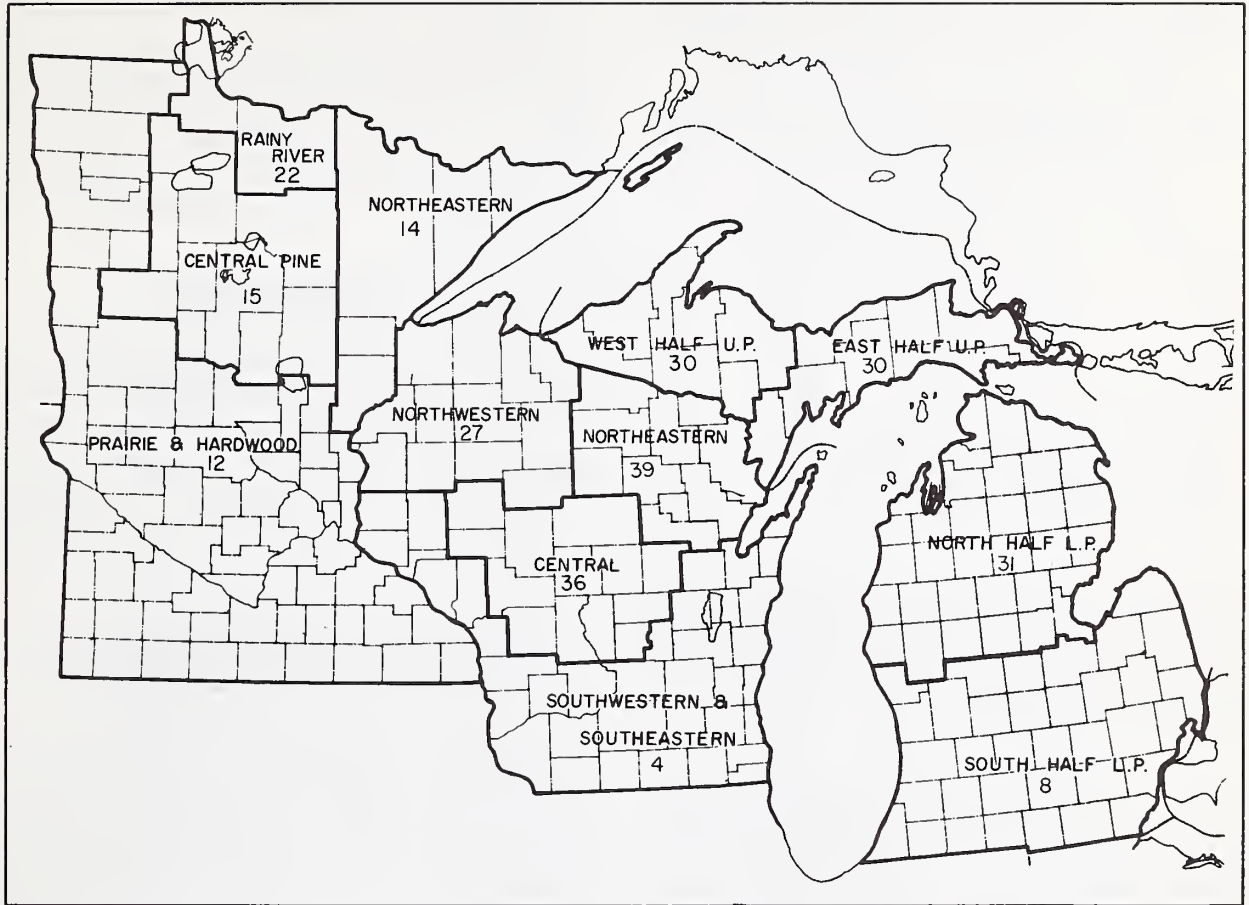 RAINY
RIVER
22
NORTHEASTERN
14
CENTRAL PINE
15
WEST HALF U.P.
30
EAST HALF U.P.
30
NORTHWESTERN
27
NORTHEASTERN
39
PRAIRIE & HARDWOOD
12
CENTRAL
36
NORTH HALF L.P.
31
SOUTHWESTERN &
SOUTHEASTERN
4
SOUTH HALF L.P.
8